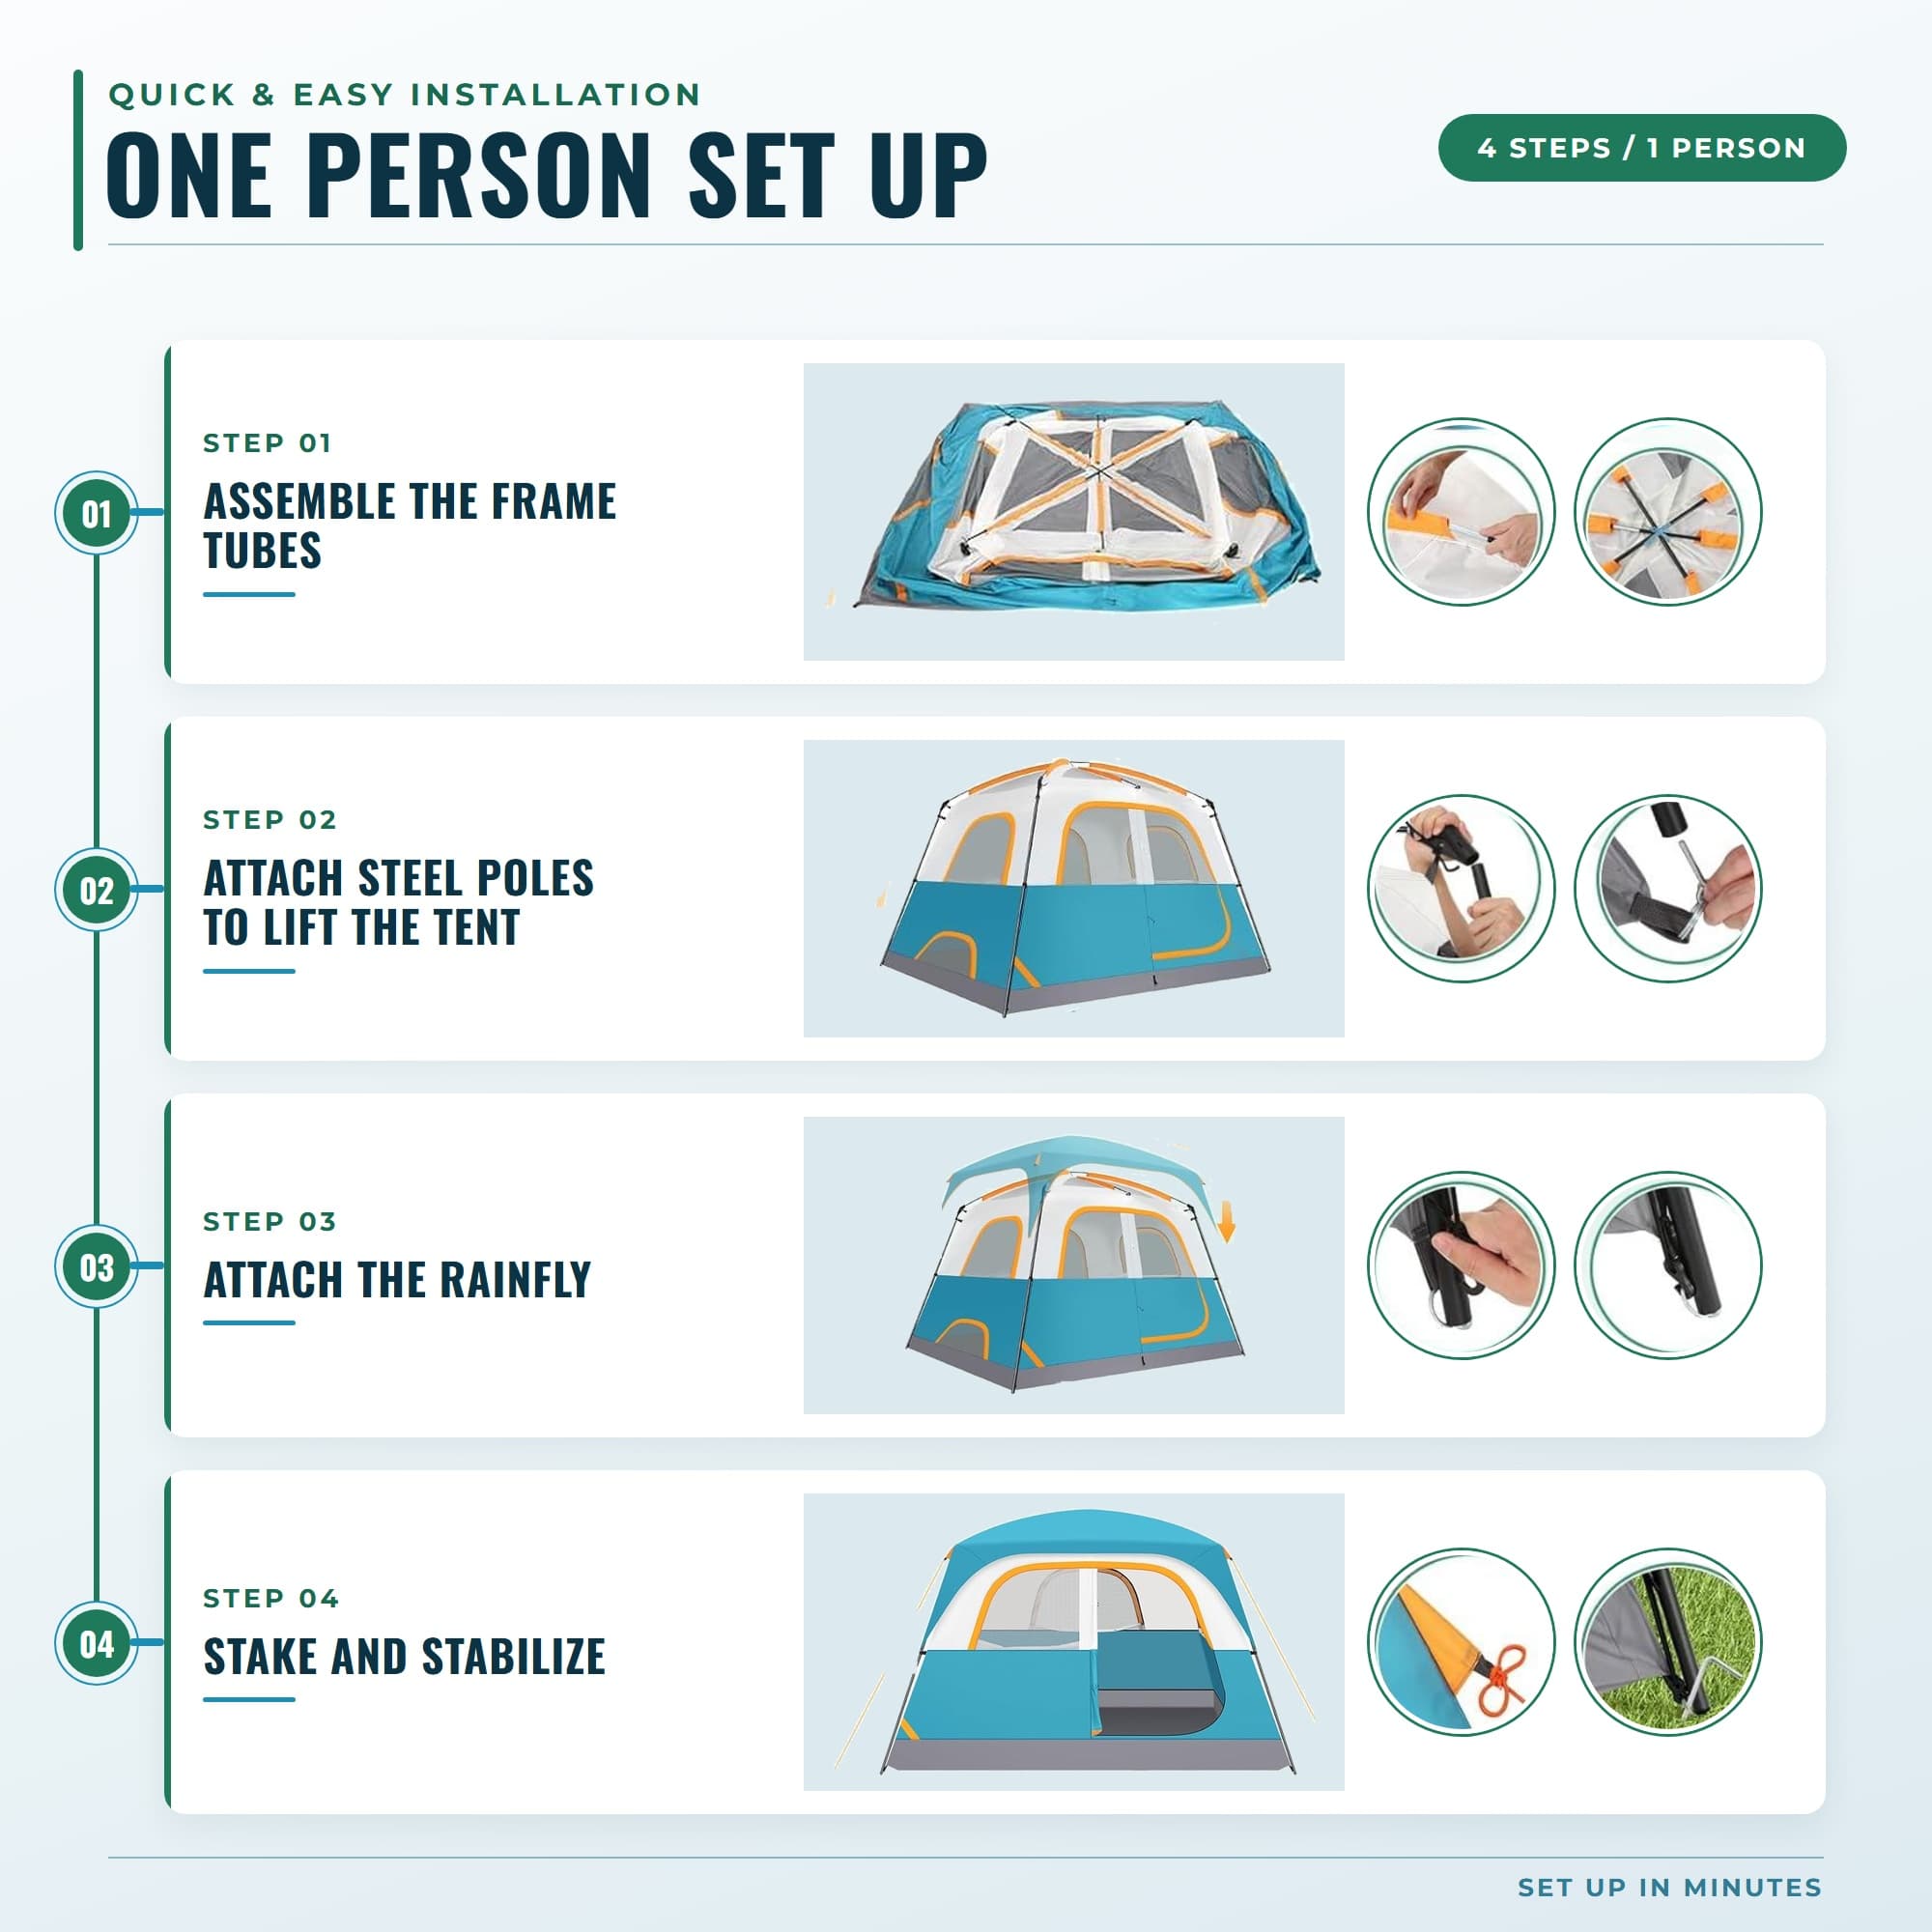 QUICK & EASY INSTALLATION
ONE PERSON SET UP
4 STEPS / 1 PERSON
01
STEP 01
ASSEMBLE THE FRAME
TUBES
02
STEP 02
ATTACH STEEL POLES
TO LIFT THE TENT
03
STEP 03
ATTACH THE RAINFLY
04
STEP 04
STAKE AND STABILIZE
SET UP IN MINUTES